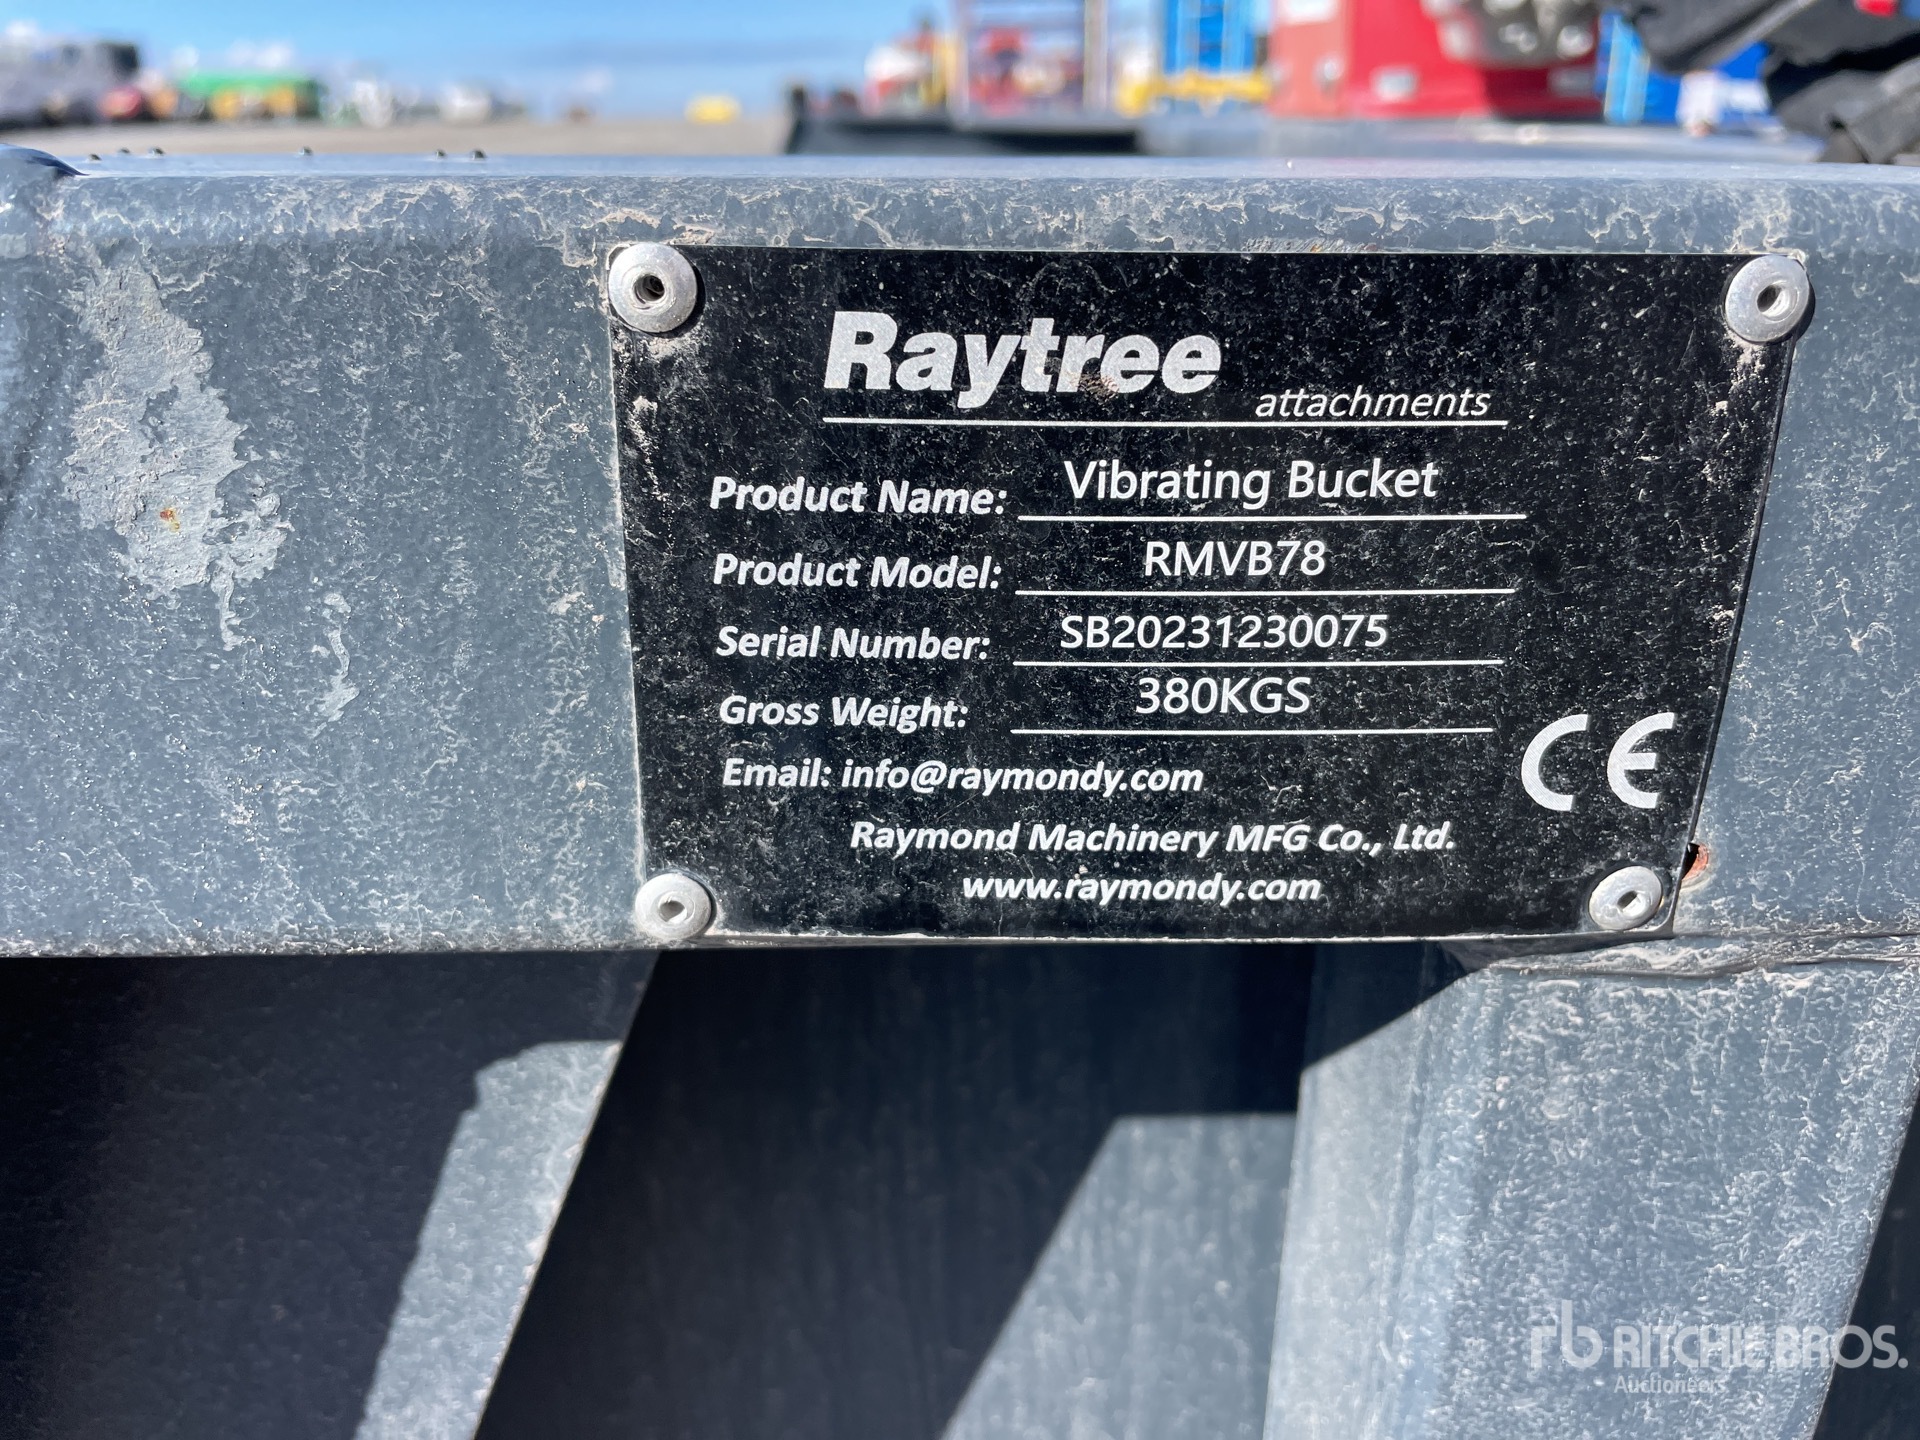 Raytree
attachments
Product Name: Vibrating Bucket
Product Model: RMVB78
Serial Number: SB20231230075
Gross Weight: 380KGS
Email: info@raymondy.com
CE
Raymond Machinery MFG Co., Ltd.
www.raymondy.com
rb RITCHIE BROS.
Auctioneers